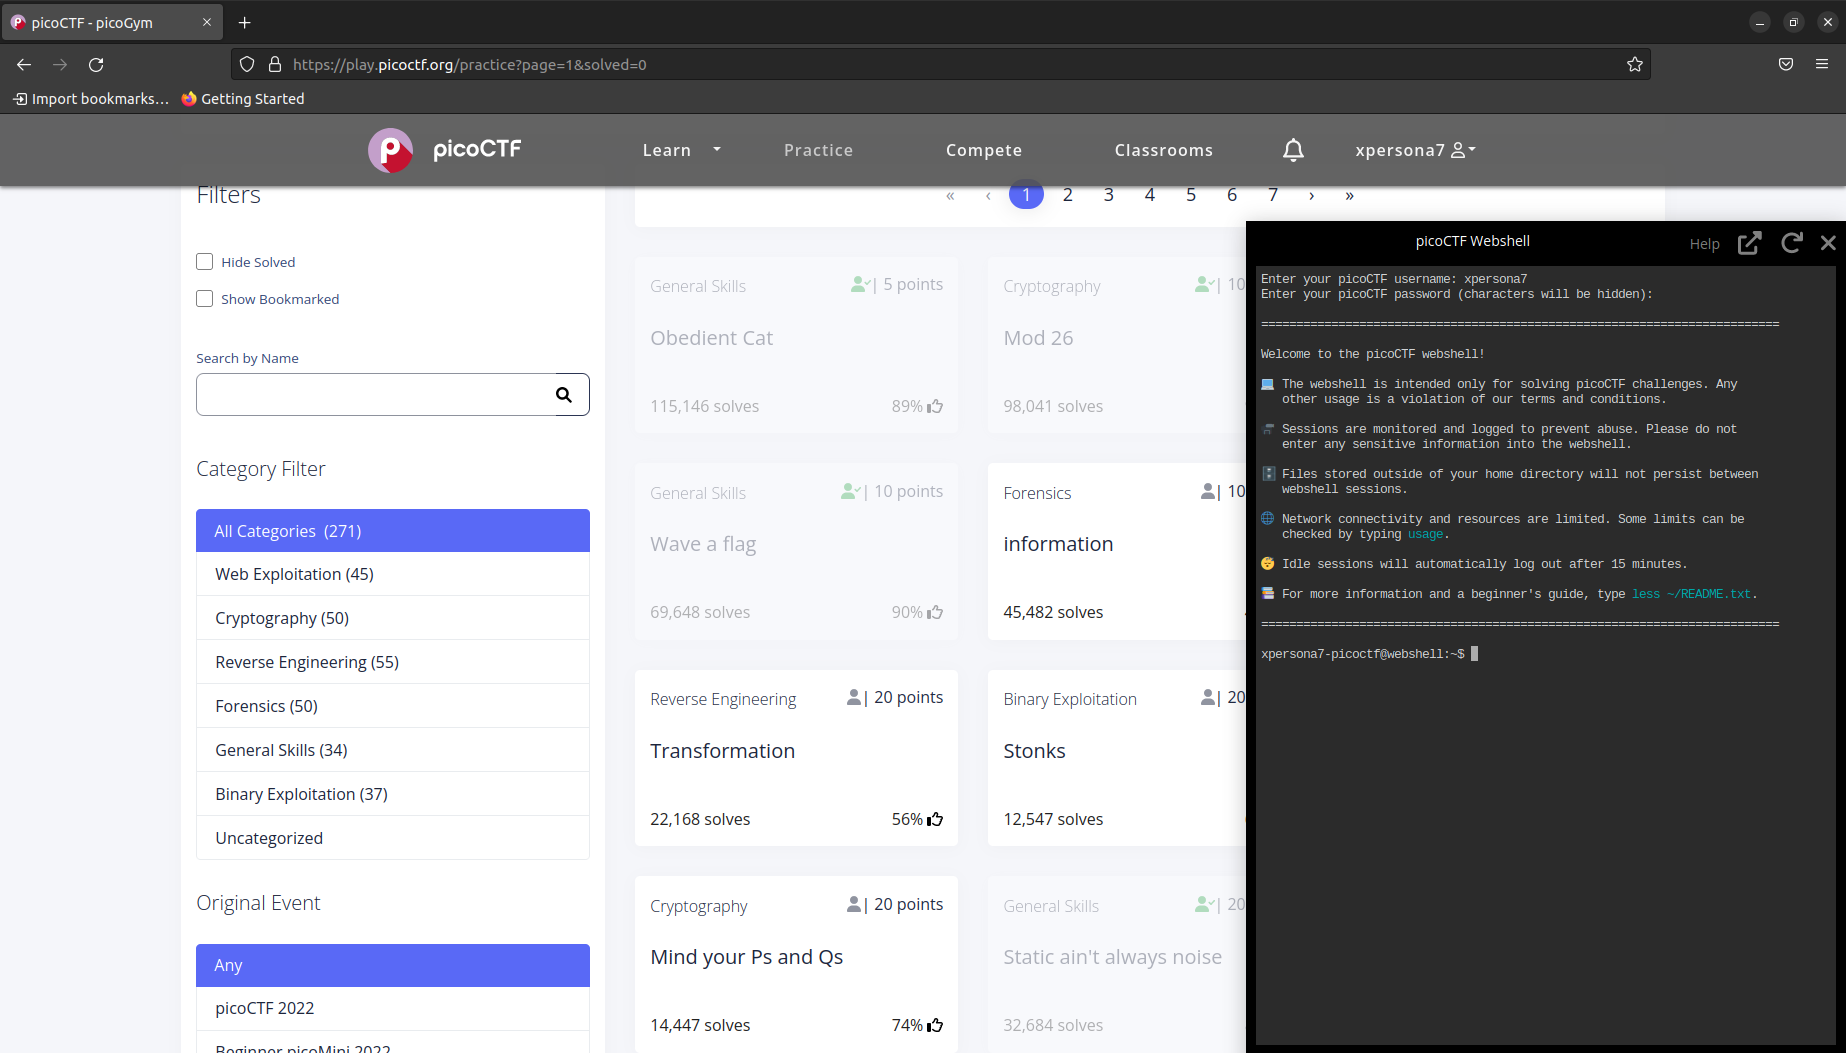 picoCTF - picoGym
https://play.picoctf.org/practice?page=1&solved=0
Import bookmarks...
Getting Started
picoCTF
Learn
Practice
Compete
Classrooms
xpersona7
Filters
Hide Solved
Show Bookmarked
Search by Name
Category Filter
All Categories (271)
Web Exploitation (45)
Cryptography (50)
Reverse Engineering (55)
Forensics (50)
General Skills (34)
Binary Exploitation (37)
Uncategorized
Original Event
Any
picoCTF 2022
Beginner picoMini 2022
« ‹ 1 2 3 4 5 6 7 › »
General Skills
| 5 points
Obedient Cat
115,146 solves
89%
Cryptography
| 10
Mod 26
98,041 solves
General Skills
| 10 points
Wave a flag
69,648 solves
90%
Forensics
| 10
information
45,482 solves
Reverse Engineering
| 20 points
Transformation
22,168 solves
56%
Binary Exploitation
| 20
Stonks
12,547 solves
Cryptography
| 20 points
Mind your Ps and Qs
14,447 solves
74%
General Skills
| 20
Static ain't always noise
32,684 solves
picoCTF Webshell
Help
Enter your picoCTF username: xpersona7
Enter your picoCTF password (characters will be hidden):
==========================================================================
Welcome to the picoCTF webshell!
The webshell is intended only for solving picoCTF challenges. Any
other usage is a violation of our terms and conditions.
Sessions are monitored and logged to prevent abuse. Please do not
enter any sensitive information into the webshell.
Files stored outside of your home directory will not persist between
webshell sessions.
Network connectivity and resources are limited. Some limits can be
checked by typing usage.
Idle sessions will automatically log out after 15 minutes.
For more information and a beginner's guide, type less ~/README.txt.
==========================================================================
xpersona7-picoctf@webshell:~$